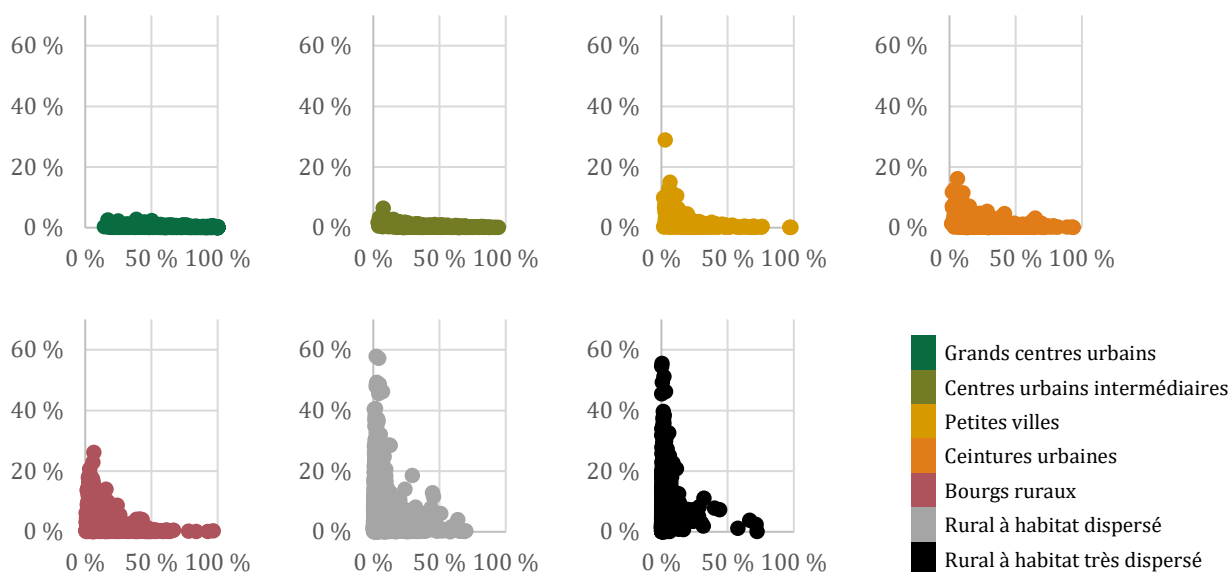 60 %
40 %
20 %
0 %
0 % 50 % 100 %
60 %
40 %
20 %
0 %
0 % 50 % 100 %
60 %
40 %
20 %
0 %
0 % 50 % 100 %
60 %
40 %
20 %
0 %
0 % 50 % 100 %
60 %
40 %
20 %
0 %
0 % 50 % 100 %
60 %
40 %
20 %
0 %
0 % 50 % 100 %
60 %
40 %
20 %
0 %
0 % 50 % 100 %
Grands centres urbains
Centres urbains intermédiaires
Petites villes
Ceintures urbaines
Bourgs ruraux
Rural à habitat dispersé
Rural à habitat très dispersé